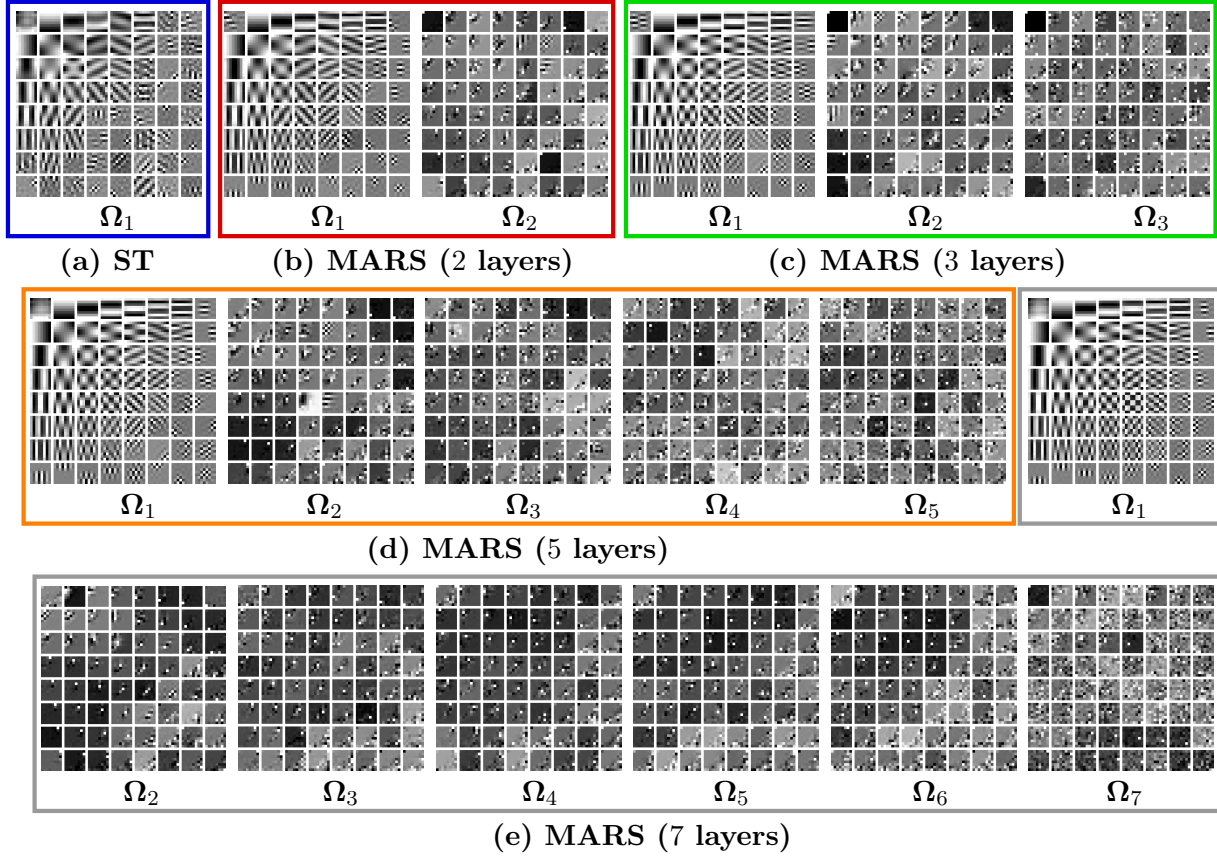 Ω₁ Ω₁ Ω₂ Ω₁ Ω₂ Ω₃
(a) ST (b) MARS (2 layers) (c) MARS (3 layers)
Ω₁ Ω₂ Ω₃ Ω₄ Ω₅ Ω₁
(d) MARS (5 layers)
Ω₂ Ω₃ Ω₄ Ω₅ Ω₆ Ω₇
(e) MARS (7 layers)